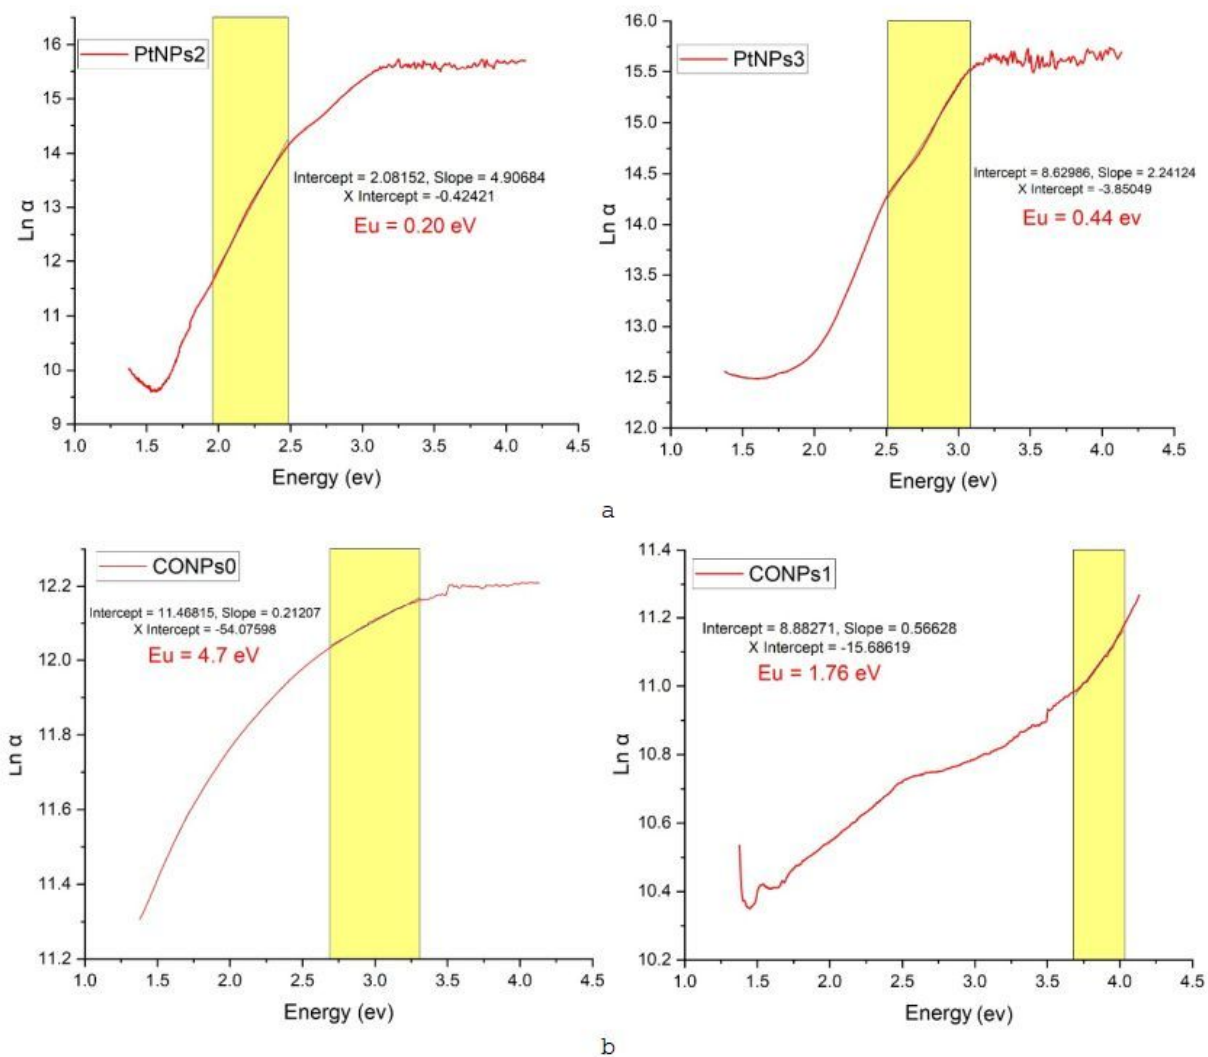 PtNPs2
16
15
14
13
12
11
10
9
Ln α
Intercept = 2.08152, Slope = 4.90684
X Intercept = -0.42421
Eu = 0.20 eV
1.0 1.5 2.0 2.5 3.0 3.5 4.0 4.5
Energy (ev)
PtNPs3
16.0
15.5
15.0
14.5
14.0
13.5
13.0
12.5
12.0
Ln α
Intercept = 8.62986, Slope = 2.24124
X Intercept = -3.85049
Eu = 0.44 ev
1.0 1.5 2.0 2.5 3.0 3.5 4.0 4.5
Energy (ev)
a
CONPs0
12.2
12.0
11.8
11.6
11.4
11.2
Ln α
Intercept = 11.46815, Slope = 0.21207
X Intercept = -54.07598
Eu = 4.7 eV
1.0 1.5 2.0 2.5 3.0 3.5 4.0 4.5
Energy (ev)
CONPs1
11.4
11.2
11.0
10.8
10.6
10.4
10.2
Ln α
Intercept = 8.88271, Slope = 0.56628
X Intercept = -15.68619
Eu = 1.76 eV
1.0 1.5 2.0 2.5 3.0 3.5 4.0 4.5
Energy (ev)
b